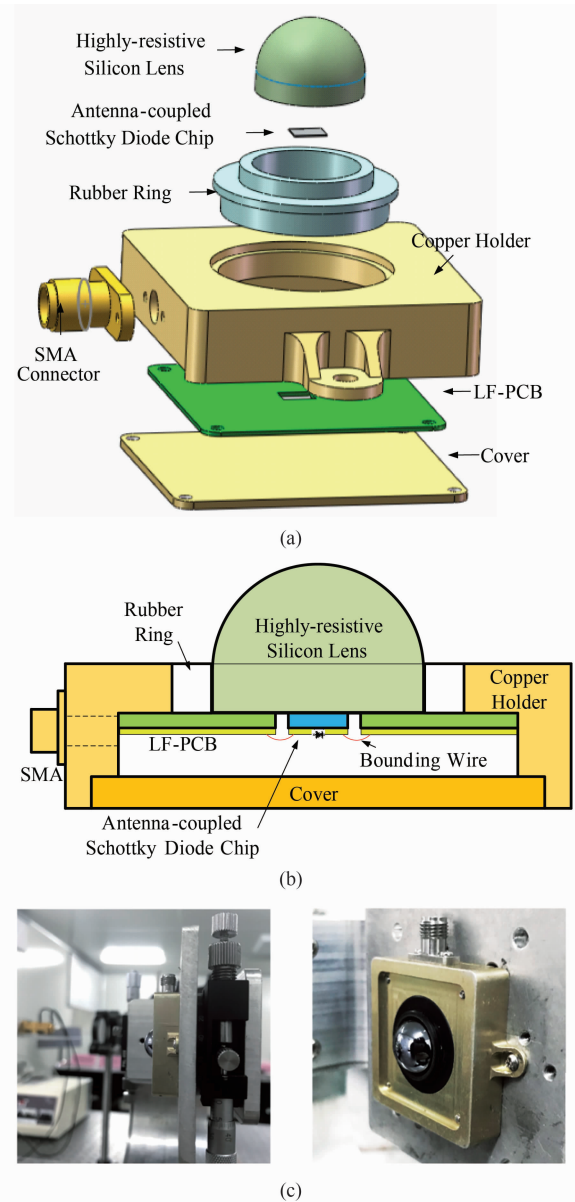 Highly-resistive
Silicon Lens
Antenna-coupled
Schottky Diode Chip
Rubber Ring
Copper Holder
SMA
Connector
LF-PCB
Cover
(a)
Rubber
Ring
Highly-resistive
Silicon Lens
Copper
Holder
LF-PCB
Bounding Wire
SMA
Cover
Antenna-coupled
Schottky Diode Chip
(b)
(c)